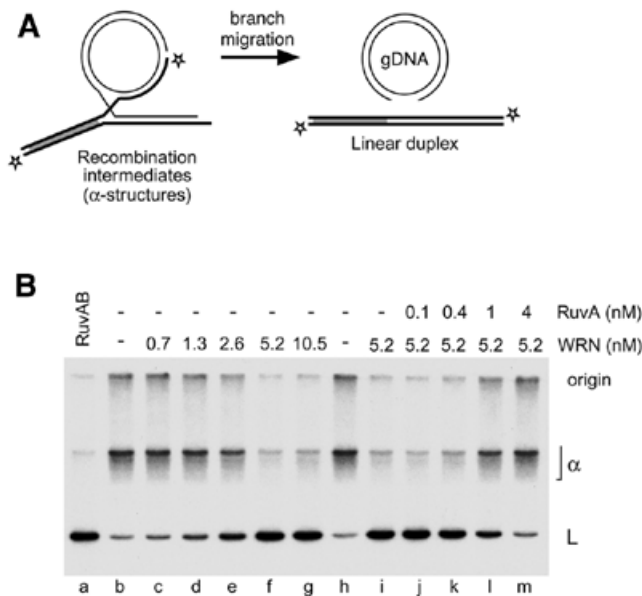 A
branch
migration
gDNA
Recombination
intermediates
(α-structures)
Linear duplex
B
RuvAB
- - - - - - - - 0.1 0.4 1 4 RuvA (nM)
- 0.7 1.3 2.6 5.2 10.5 - 5.2 5.2 5.2 5.2 5.2 WRN (nM)
origin
α
L
a b c d e f g h i j k l m